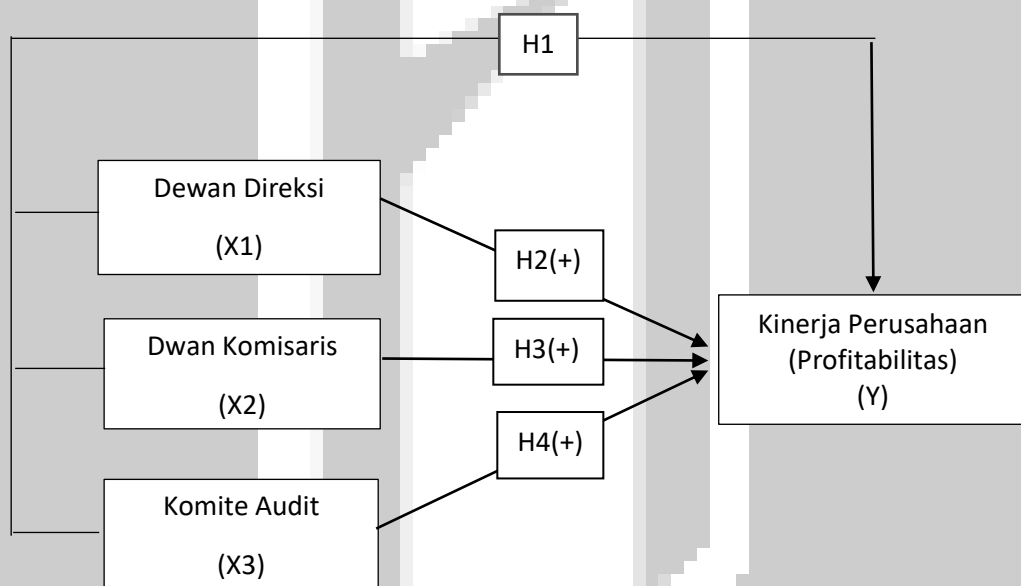 H1
Dewan Direksi
(X1)
H2(+)
Dwan Komisaris
(X2)
H3(+)
Kinerja Perusahaan
(Profitabilitas)
(Y)
H4(+)
Komite Audit
(X3)